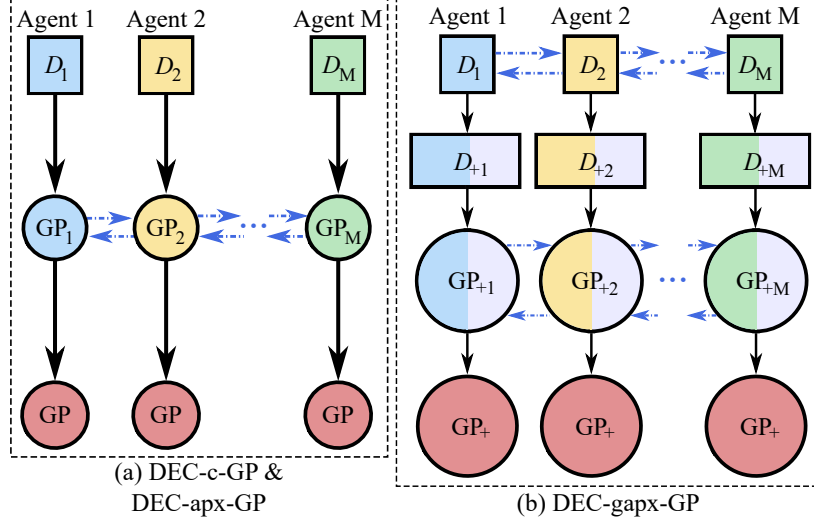 Agent 1 Agent 2 Agent M
D1 D2 DM
GP1 GP2 ... GPM
GP GP GP
(a) DEC-c-GP &
DEC-apx-GP
Agent 1 Agent 2 Agent M
D1 D2 ... DM
D+1 D+2 D+M
GP+1 GP+2 ... GP+M
GP+ GP+ GP+
(b) DEC-gapx-GP